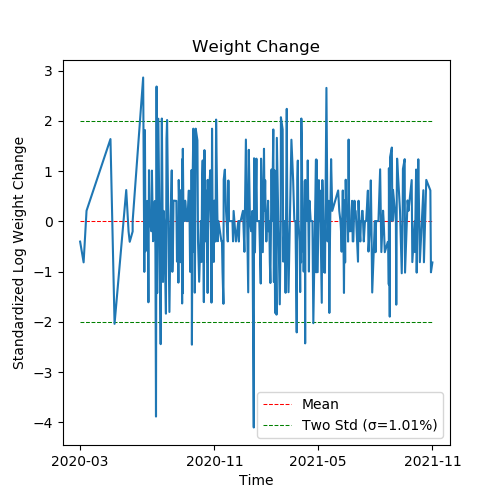 Weight Change
Standardized Log Weight Change
3
2
1
0
−1
−2
−3
−4
Mean
Two Std (σ=1.01%)
2020-03
2020-11
2021-05
2021-11
Time